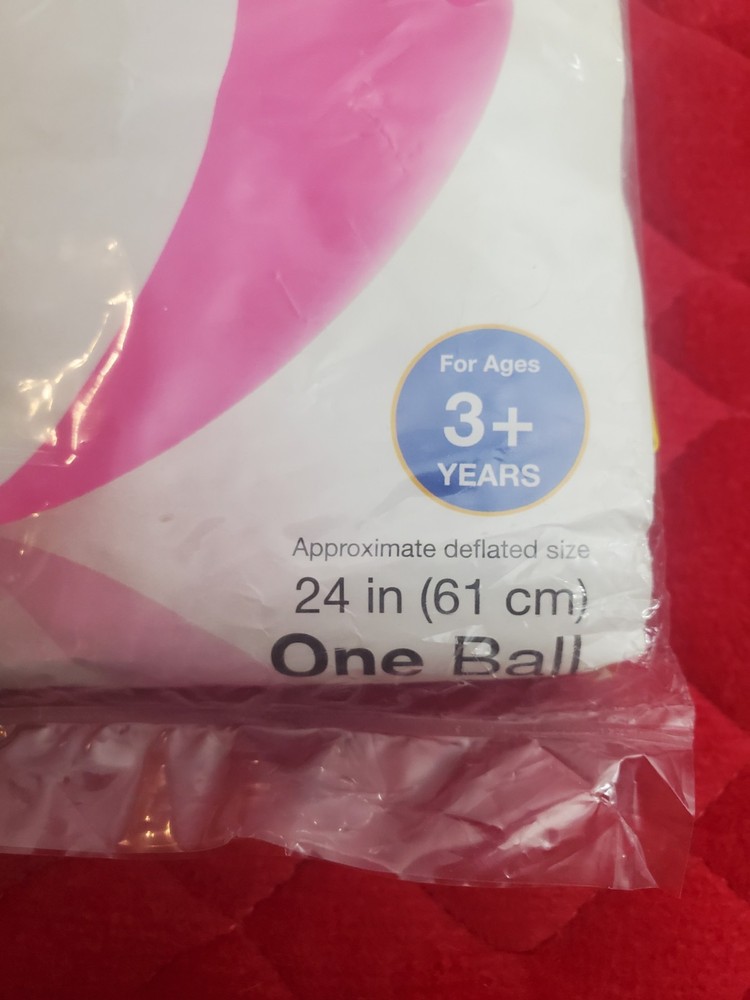 For Ages
3+
YEARS
Approximate deflated size
24 in (61 cm)
One Ball